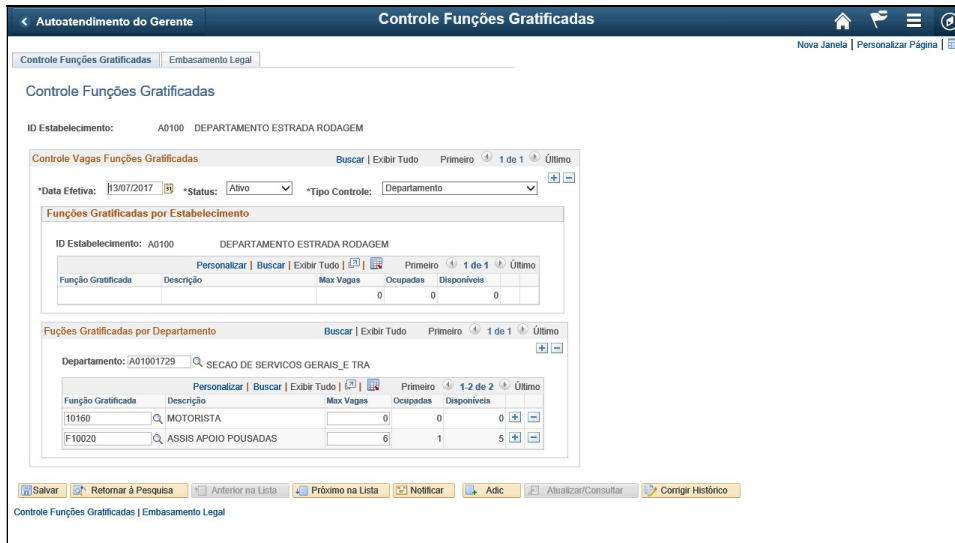 Autoatendimento do Gerente
Controle Funções Gratificadas
Nova Janela | Personalizar Página |
Controle Funções Gratificadas Embasamento Legal
Controle Funções Gratificadas
ID Estabelecimento: A0100 DEPARTAMENTO ESTRADA RODAGEM
Controle Vagas Funções Gratificadas Buscar | Exibir Tudo Primeiro 1 de 1 Último
*Data Efetiva: 13/07/2017 31 *Status: Ativo *Tipo Controle: Departamento
Funções Gratificadas por Estabelecimento
ID Estabelecimento: A0100 DEPARTAMENTO ESTRADA RODAGEM
Personalizar | Buscar | Exibir Tudo | | Primeiro 1 de 1 Último
Função Gratificada Descrição Max Vagas Ocupadas Disponíveis
0 0 0
Fuções Gratificadas por Departamento Buscar | Exibir Tudo Primeiro 1 de 1 Último
Departamento: A01001729 SECAO DE SERVICOS GERAIS_E TRA
Personalizar | Buscar | Exibir Tudo | | Primeiro 1-2 de 2 Último
Função Gratificada Descrição Max Vagas Ocupadas Disponíveis
10160 MOTORISTA 0 0 0
F10020 ASSIS APOIO POUSADAS 6 1 5
Salvar Retornar à Pesquisa Anterior na Lista Próximo na Lista Notificar Adic Atualizar/Consultar Corrigir Histórico
Controle Funções Gratificadas | Embasamento Legal